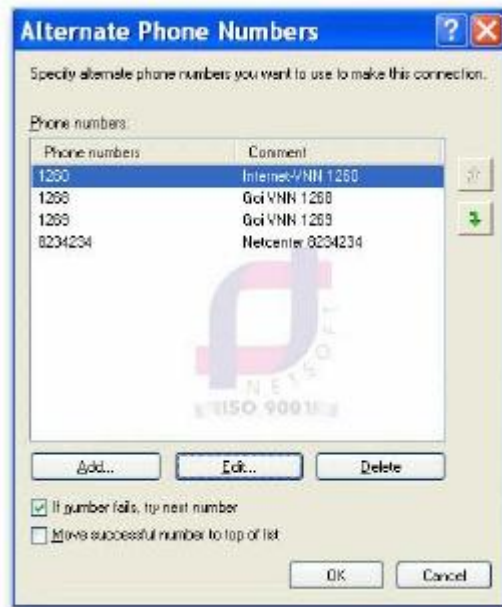 Alternate Phone Numbers
Specify alternate phone numbers you want to use to make this connection.
Phone numbers:
Phone numbers Comment
1260 Internet-VNN 1260
1268 Goi VNN 1268
1269 Goi VNN 1269
8234234 Netcenter 8234234
NETSOFT
ISO 9001
Add... Edit... Delete
If number fails, try next number
Move successful number to top of list
OK Cancel